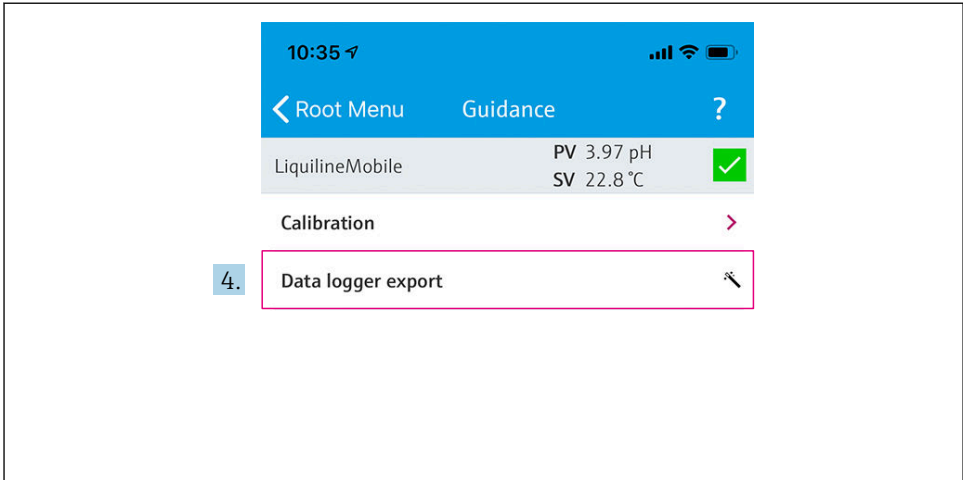 10:35
Root Menu Guidance ?
LiquilineMobile PV 3.97 pH
SV 22.8 °C
Calibration
4. Data logger export